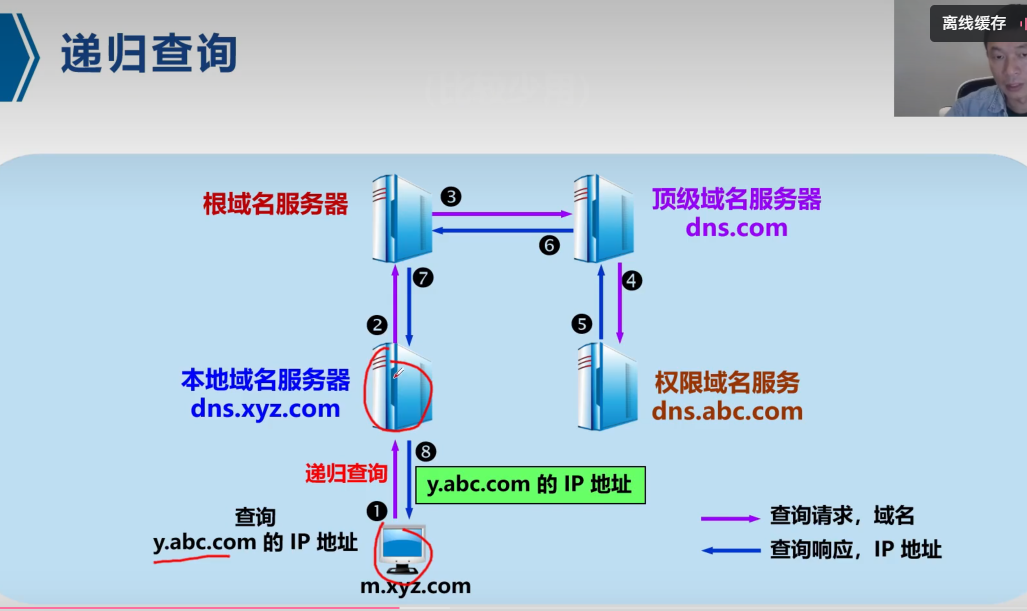 离线缓存
递归查询
根域名服务器
❸
顶级域名服务器
dns.com
❻
❼
❹
❷
❺
本地域名服务器
dns.xyz.com
权限域名服务
dns.abc.com
❽
递归查询
y.abc.com 的 IP 地址
❶
查询
y.abc.com 的 IP 地址
m.xyz.com
查询请求，域名
查询响应，IP 地址